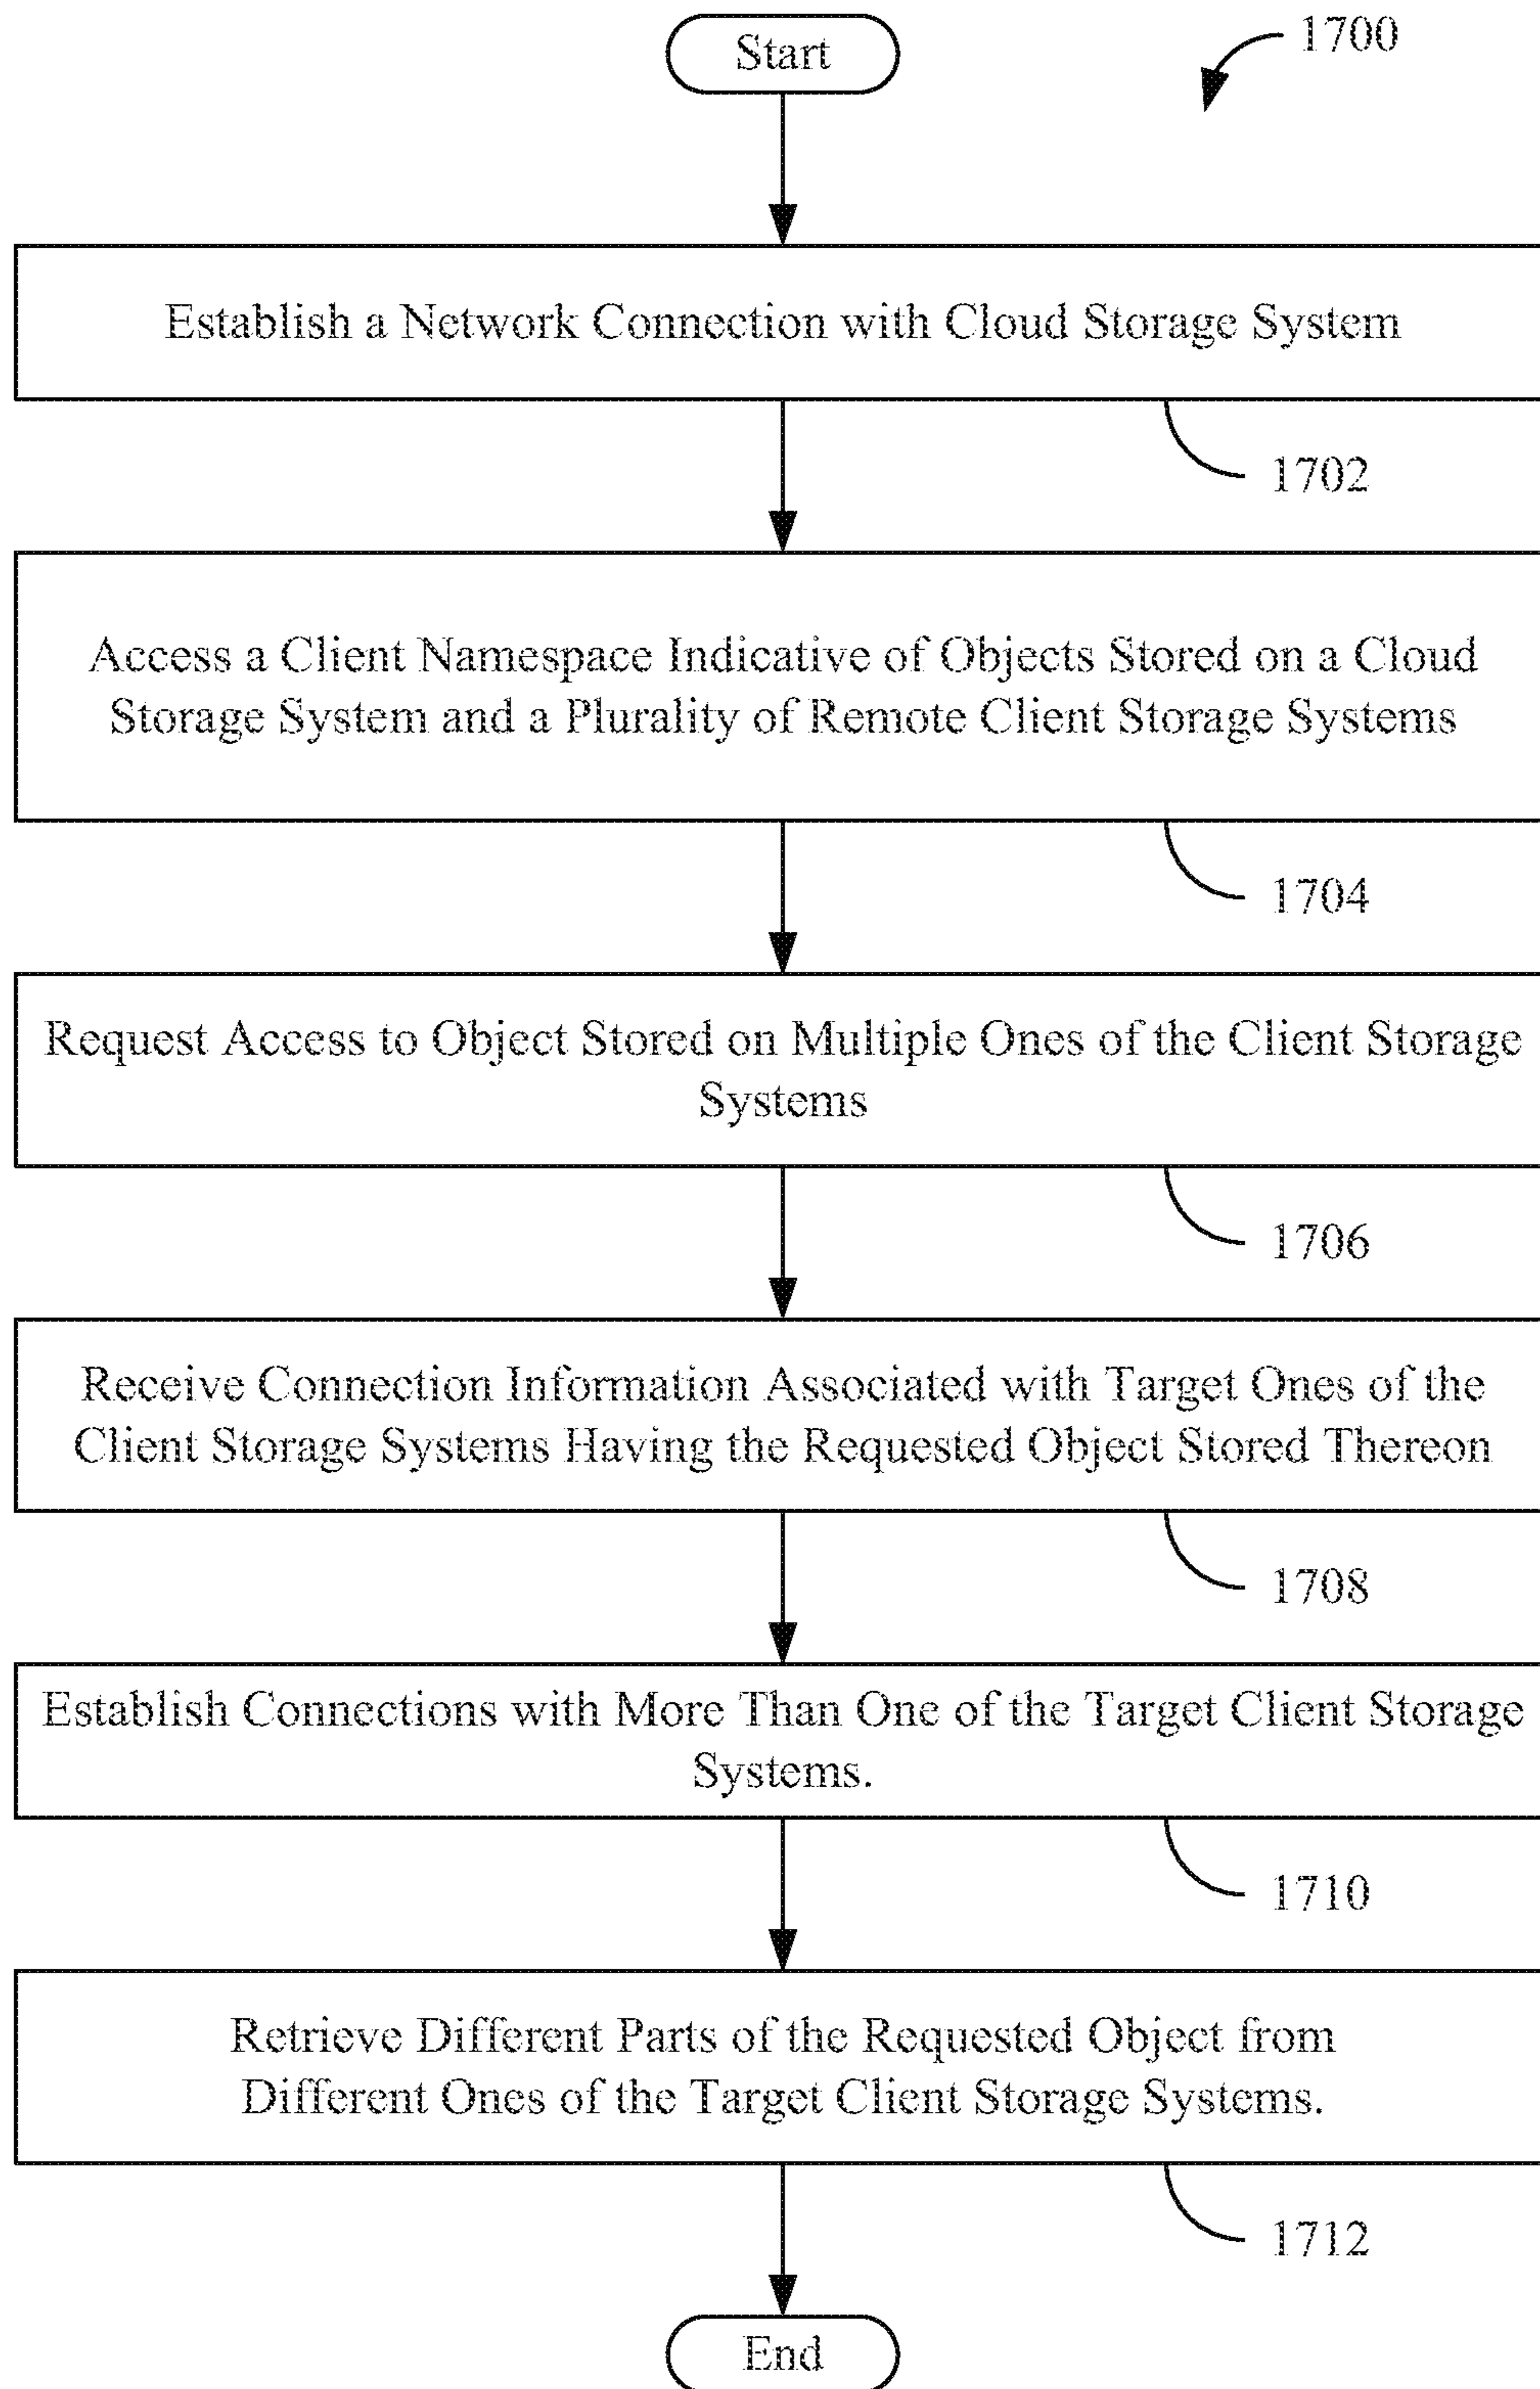 Start
1700
Establish a Network Connection with Cloud Storage System
1702
Access a Client Namespace Indicative of Objects Stored on a Cloud
Storage System and a Plurality of Remote Client Storage Systems
1704
Request Access to Object Stored on Multiple Ones of the Client Storage
Systems
1706
Receive Connection Information Associated with Target Ones of the
Client Storage Systems Having the Requested Object Stored Thereon
1708
Establish Connections with More Than One of the Target Client Storage
Systems.
1710
Retrieve Different Parts of the Requested Object from
Different Ones of the Target Client Storage Systems.
1712
End